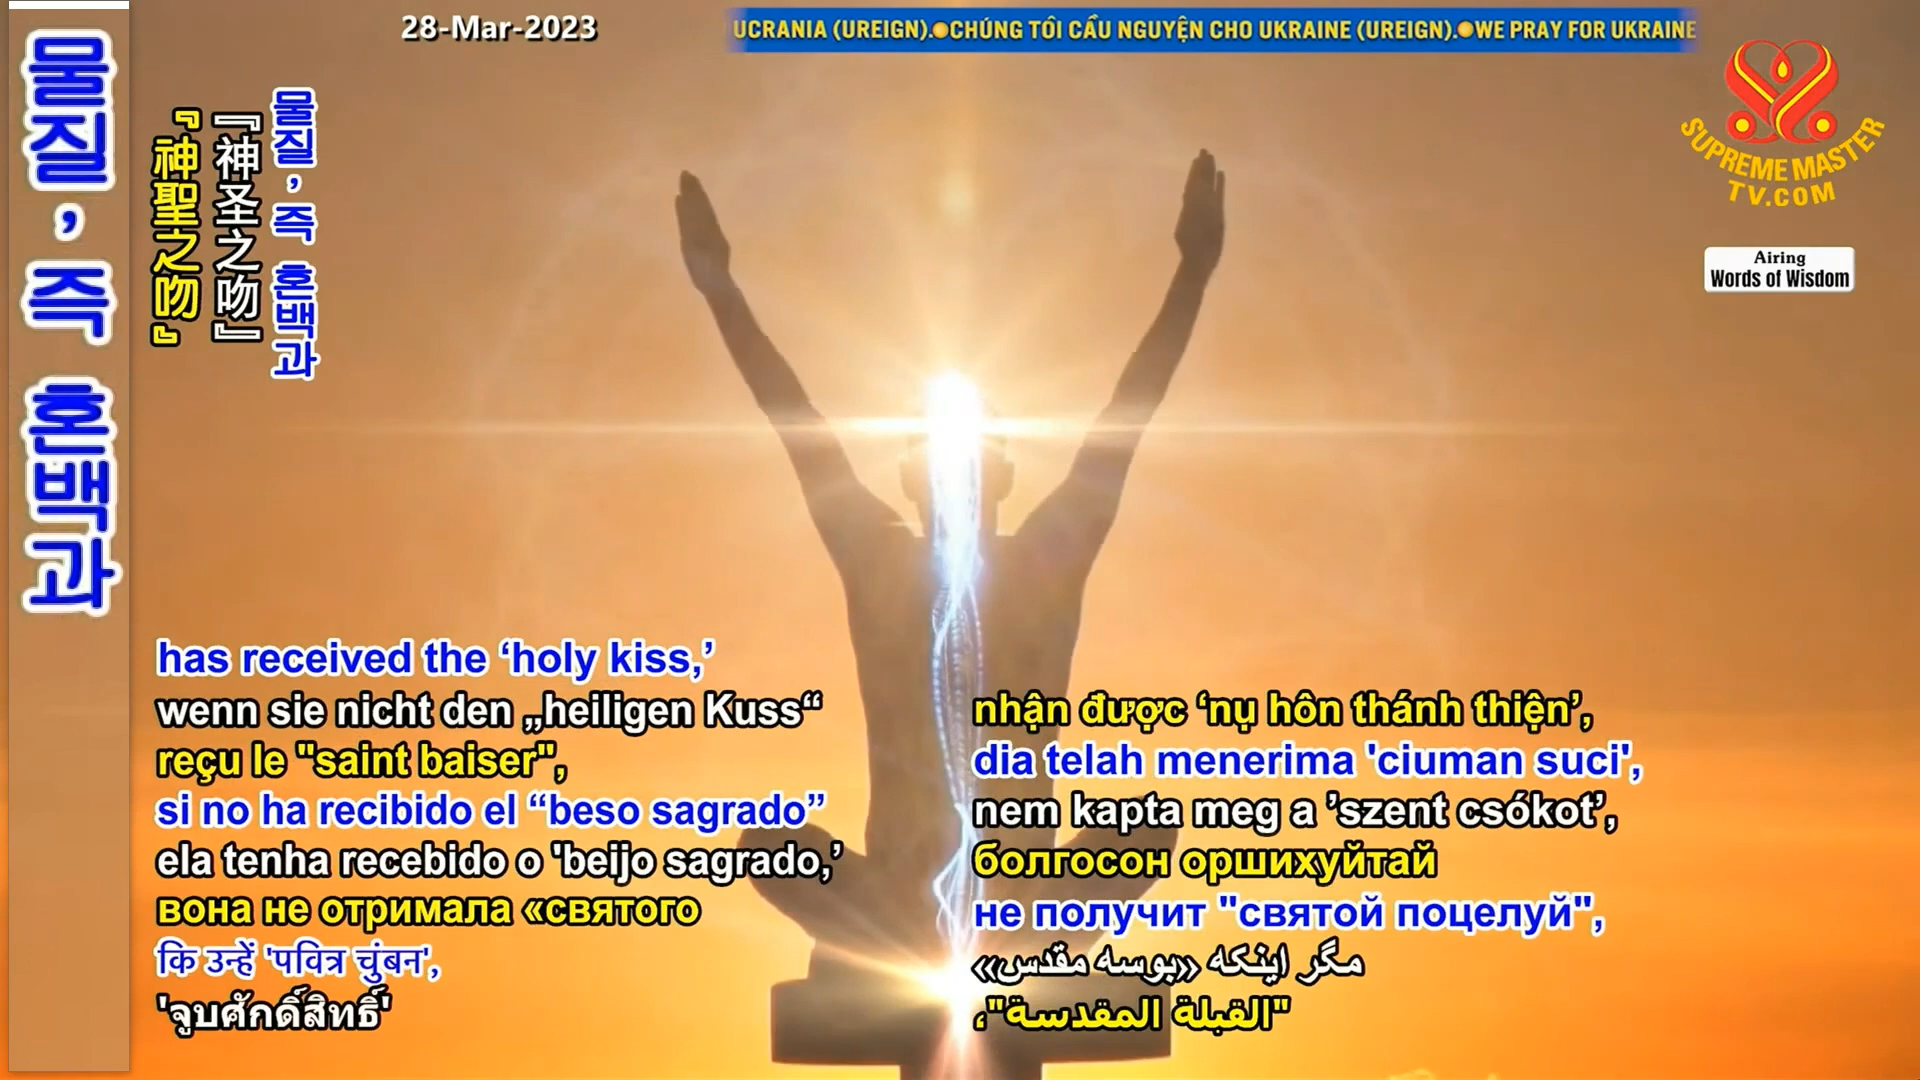 28-Mar-2023
UCRANIA (UREIGN).
CHÚNG TÔI CẦU NGUYỆN CHO UKRAINE (UREIGN).
WE PRAY FOR UKRAINE
SUPREME MASTER
TV.COM
Airing
Words of Wisdom
물질, 즉 혼백과
물질, 즉 혼백과
『神圣之吻』
『神聖之吻』
has received the ‘holy kiss,’
wenn sie nicht den „heiligen Kuss“
reçu le "saint baiser",
si no ha recibido el “beso sagrado”
ela tenha recebido o 'beijo sagrado,’
вона не отримала «святого
कि उन्हें 'पवित्र चुंबन',
'จูบศักดิ์สิทธิ์'
nhận được ‘nụ hôn thánh thiện’,
dia telah menerima 'ciuman suci',
nem kapta meg a ’szent csókot’,
болгосон оршихуйтай
не получит "святой поцелуй",
مگر اینکه «بوسه مقدس»
"القبلة المقدسة"،